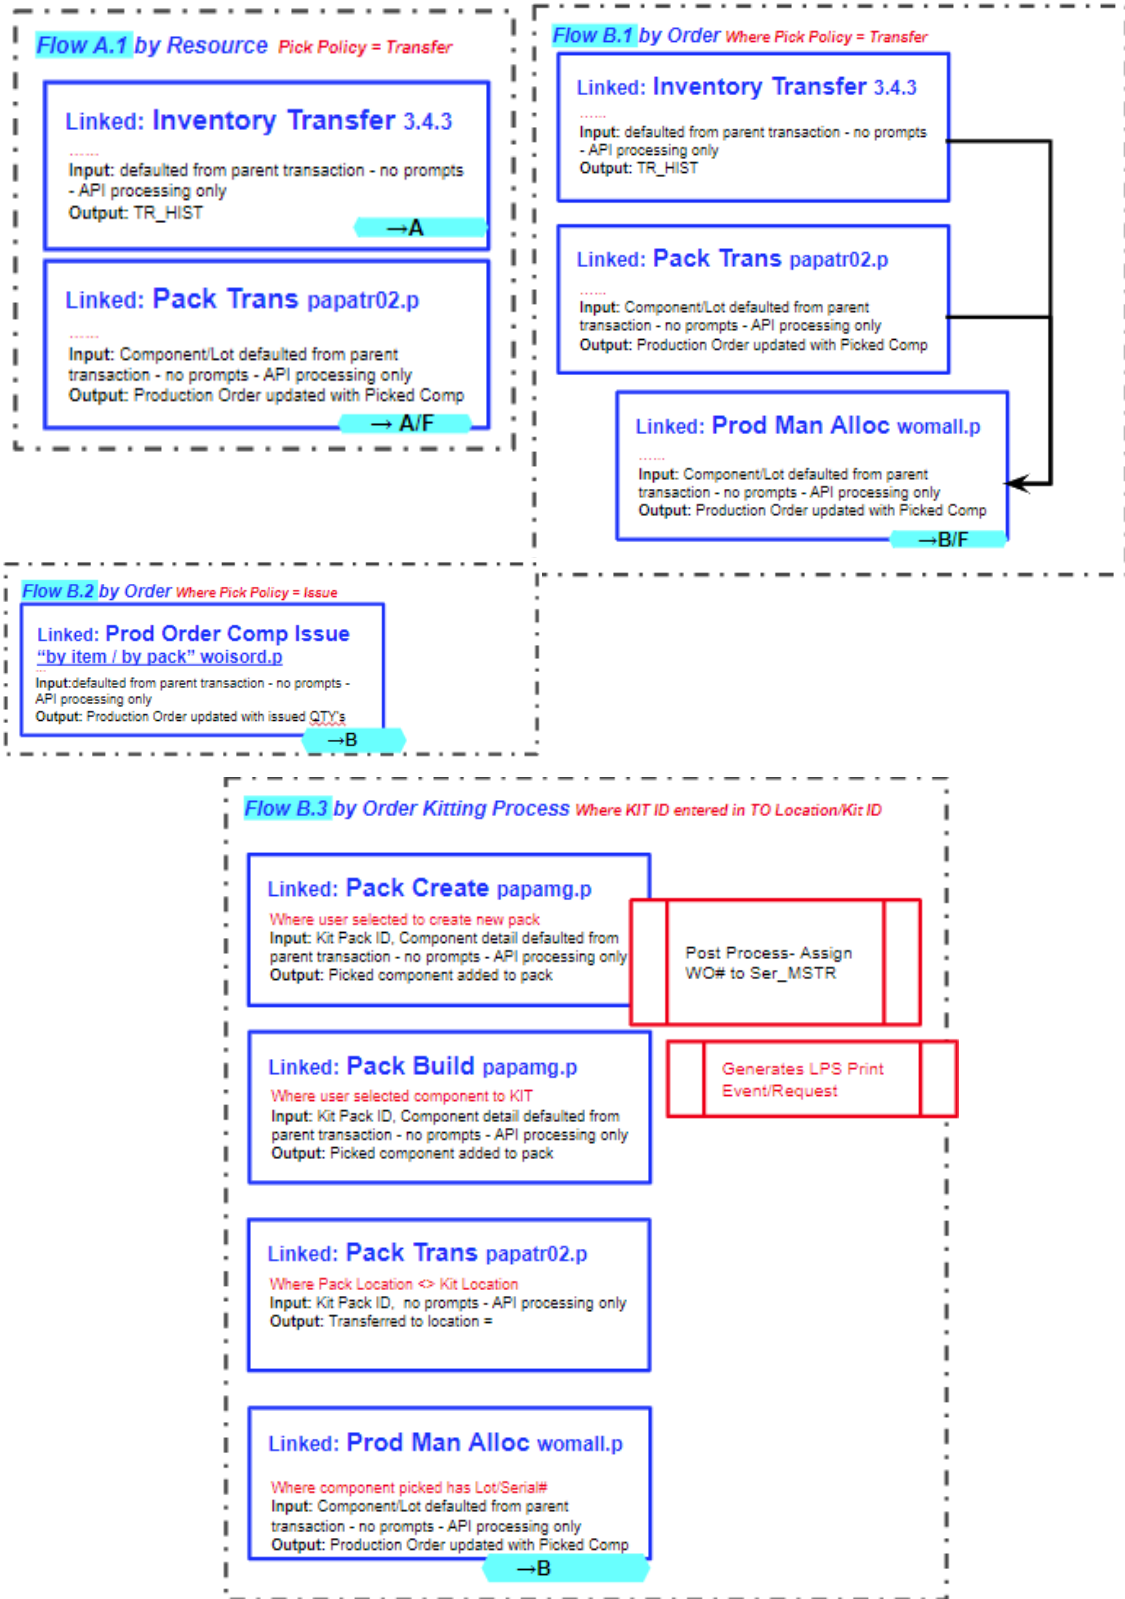 Flow A.1 by Resource Pick Policy = Transfer
Linked: Inventory Transfer 3.4.3
......
Input: defaulted from parent transaction - no prompts
- API processing only
Output: TR_HIST
→A
Linked: Pack Trans papatr02.p
......
Input: Component/Lot defaulted from parent
transaction - no prompts - API processing only
Output: Production Order updated with Picked Comp
→ A/F
Flow B.1 by Order Where Pick Policy = Transfer
Linked: Inventory Transfer 3.4.3
......
Input: defaulted from parent transaction - no prompts
- API processing only
Output: TR_HIST
Linked: Pack Trans papatr02.p
......
Input: Component/Lot defaulted from parent
transaction - no prompts - API processing only
Output: Production Order updated with Picked Comp
Linked: Prod Man Alloc womall.p
......
Input: Component/Lot defaulted from parent
transaction - no prompts - API processing only
Output: Production Order updated with Picked Comp
→B/F
Flow B.2 by Order Where Pick Policy = Issue
Linked: Prod Order Comp Issue
“by item / by pack” woisord.p
...
Input:defaulted from parent transaction - no prompts -
API processing only
Output: Production Order updated with issued QTY's
→B
Flow B.3 by Order Kitting Process Where KIT ID entered in TO Location/Kit ID
Linked: Pack Create papamg.p
Where user selected to create new pack
Input: Kit Pack ID, Component detail defaulted from
parent transaction - no prompts - API processing only
Output: Picked component added to pack
Post Process- Assign
WO# to Ser_MSTR
Linked: Pack Build papamg.p
Where user selected component to KIT
Input: Kit Pack ID, Component detail defaulted from
parent transaction - no prompts - API processing only
Output: Picked component added to pack
Generates LPS Print
Event/Request
Linked: Pack Trans papatr02.p
Where Pack Location <> Kit Location
Input: Kit Pack ID, no prompts - API processing only
Output: Transferred to location =
Linked: Prod Man Alloc womall.p
Where component picked has Lot/Serial#
Input: Component/Lot defaulted from parent
transaction - no prompts - API processing only
Output: Production Order updated with Picked Comp
→B